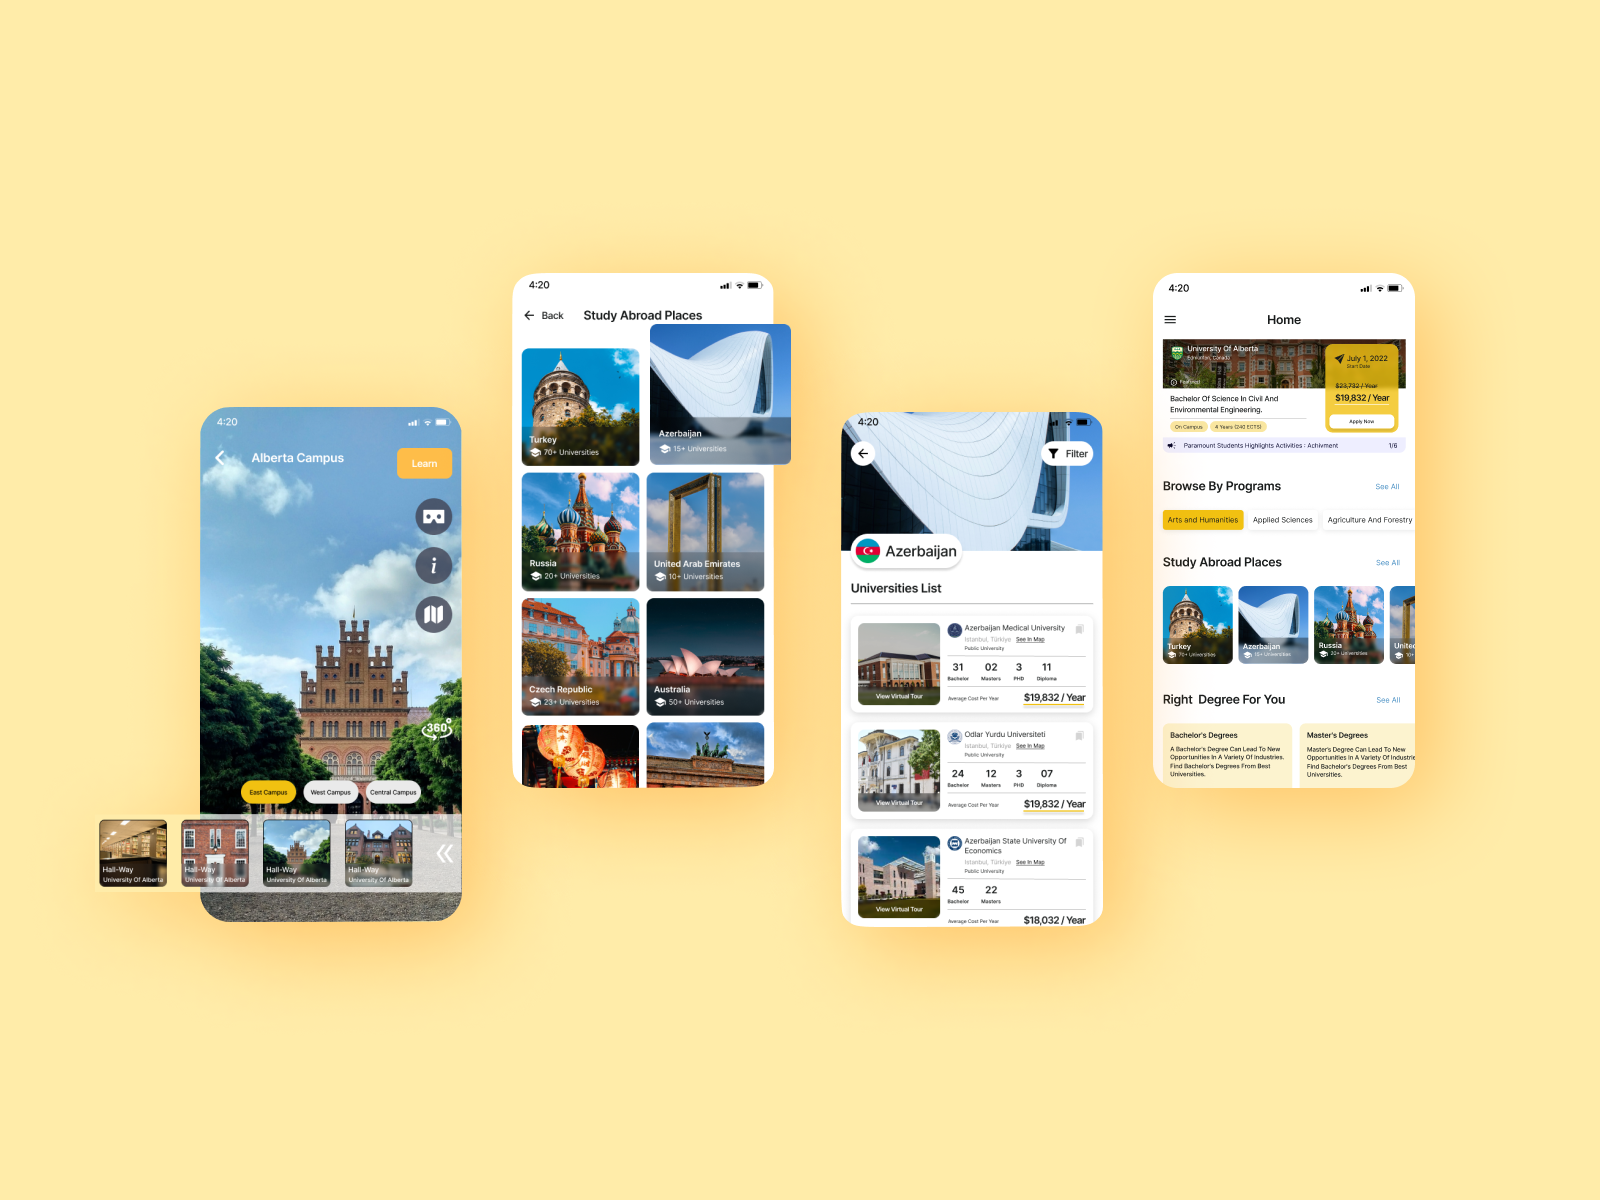 4:20
Alberta Campus
Learn
i
360°
East Campus
West Campus
Central Campus
Hall-Way
University Of Alberta
Hall-Way
University Of Alberta
Hall-Way
University Of Alberta
Hall-Way
University Of Alberta
4:20
Back
Study Abroad Places
Turkey
70+ Universities
Azerbaijan
15+ Universities
Russia
20+ Universities
United Arab Emirates
10+ Universities
Czech Republic
23+ Universities
Australia
50+ Universities
4:20
Filter
Azerbaijan
Universities List
Azerbaijan Medical University
Istanbul, Türkiye See In Map
Public University
31 02 3 11
Bachelor Masters PHD Diploma
View Virtual Tour
Average Cost Per Year $19,832 / Year
Odlar Yurdu Universiteti
Istanbul, Türkiye See In Map
Public University
24 12 3 07
Bachelor Masters PHD Diploma
View Virtual Tour
Average Cost Per Year $19,832 / Year
Azerbaijan State University Of
Economics
Istanbul, Türkiye See In Map
Public University
45 22
Bachelor Masters
View Virtual Tour
Average Cost Per Year $18,032 / Year
4:20
Home
University Of Alberta
Edmonton, Canada
Featured
July 1, 2022
Start Date
$23,732 / Year
$19,832 / Year
Apply Now
Bachelor Of Science In Civil And
Environmental Engineering.
On Campus
4 Years (240 ECTS)
Paramount Students Highlights Activities : Achivment 1/6
Browse By Programs
See All
Arts and Humanities
Applied Sciences
Agriculture And Forestry
Study Abroad Places
See All
Turkey
70+ Universities
Azerbaijan
15+ Universities
Russia
20+ Universities
Unite
10+
Right Degree For You
See All
Bachelor's Degrees
A Bachelor's Degree Can Lead To New
Opportunities In A Variety Of Industries.
Find Bachelor's Degrees From Best
Universities.
Master's Degrees
Master's Degree Can Lead To New
Opportunities In A Variety Of Industrie
Find Bachelor's Degrees From Best
Universities.